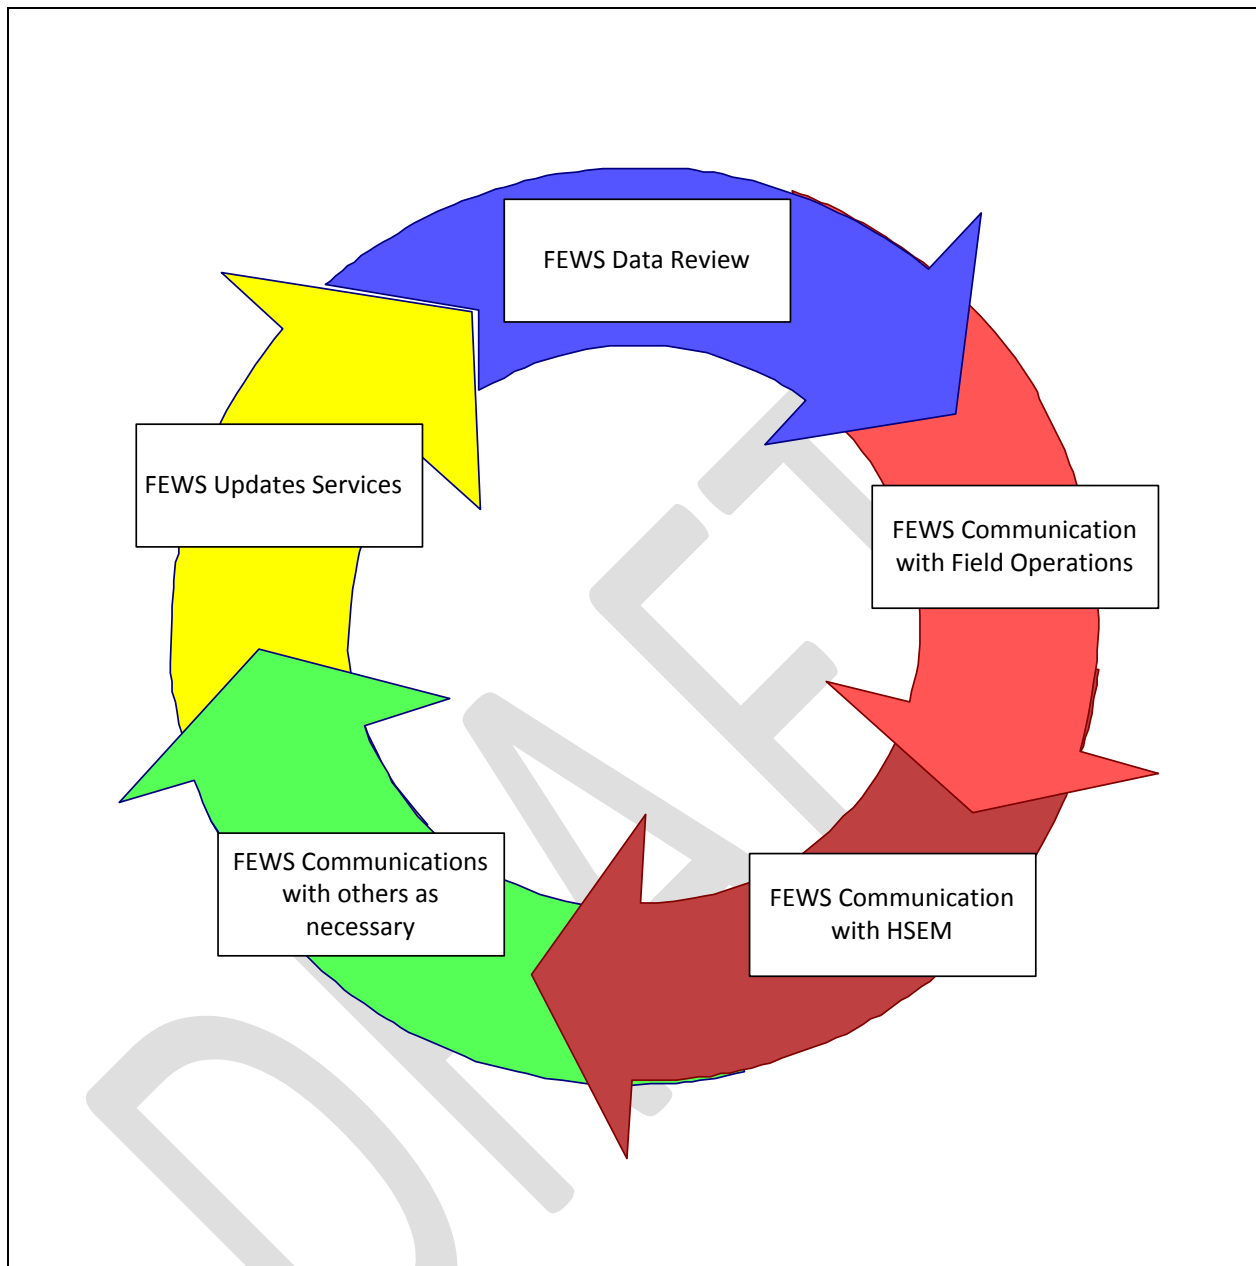 FEWS Data Review
FEWS Communication
with Field Operations
FEWS Communication
with HSEM
FEWS Communications
with others as
necessary
FEWS Updates Services
DRAFT